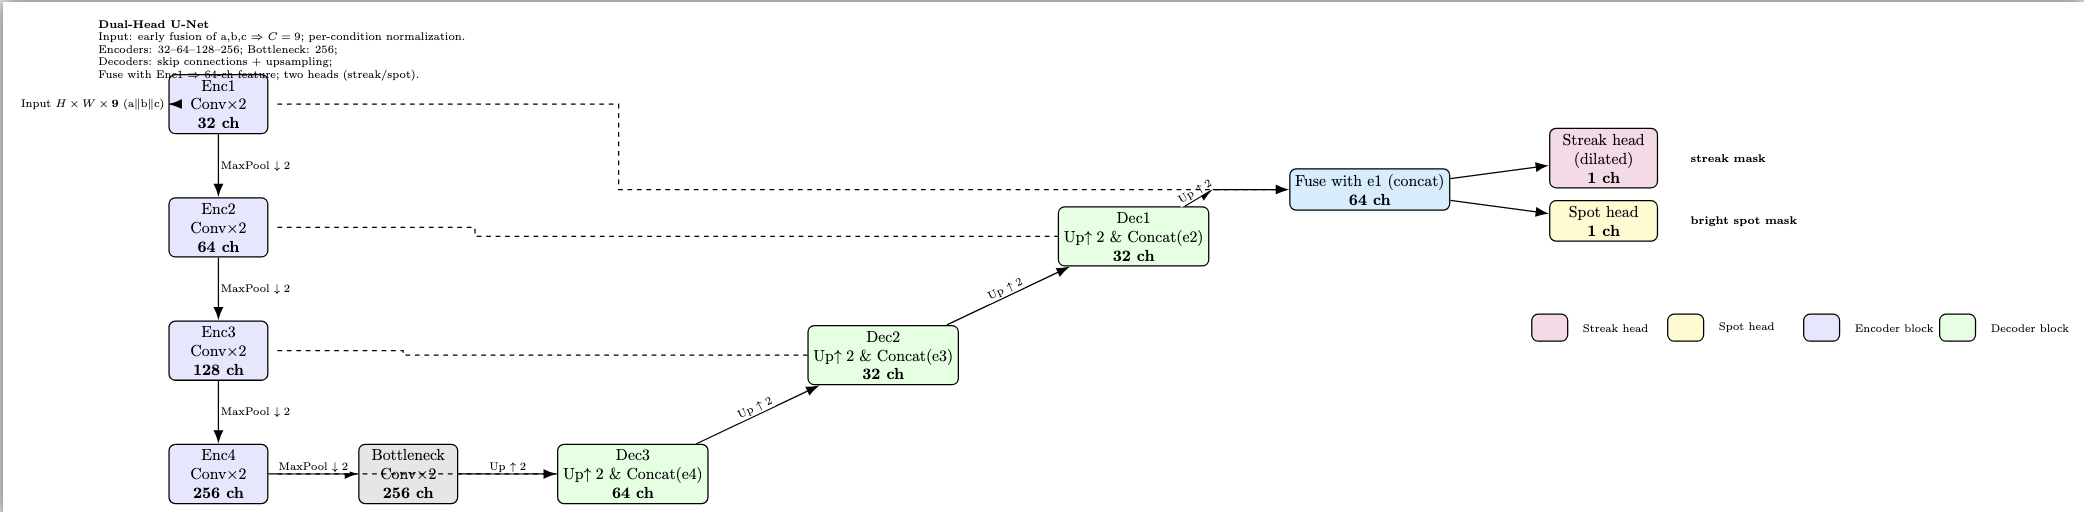 Dual-Head U-Net
Input: early fusion of a,b,c ⇒ C = 9; per-condition normalization.
Encoders: 32–64–128–256; Bottleneck: 256;
Decoders: skip connections + upsampling;
Fuse with Enc1 ⇒ 64-ch feature; two heads (streak/spot).
Input H × W × 9 (a∥b∥c)
Enc1
Conv×2
32 ch
MaxPool ↓ 2
Enc2
Conv×2
64 ch
MaxPool ↓ 2
Enc3
Conv×2
128 ch
MaxPool ↓ 2
Enc4
Conv×2
256 ch
MaxPool ↓ 2
Bottleneck
Conv×2
256 ch
Up ↑ 2
Dec3
Up↑ 2 & Concat(e4)
64 ch
Up ↑ 2
Dec2
Up↑ 2 & Concat(e3)
32 ch
Up ↑ 2
Dec1
Up↑ 2 & Concat(e2)
32 ch
Up ↑ 2
Fuse with e1 (concat)
64 ch
Streak head
(dilated)
1 ch
streak mask
Spot head
1 ch
bright spot mask
Streak head
Spot head
Encoder block
Decoder block